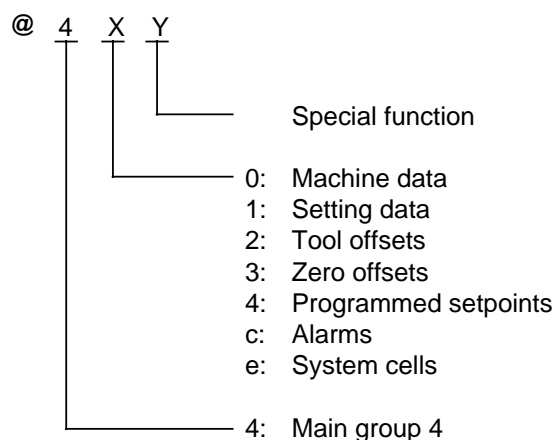 @ 4 X Y
Special function
0: Machine data
1: Setting data
2: Tool offsets
3: Zero offsets
4: Programmed setpoints
c: Alarms
e: System cells
4: Main group 4